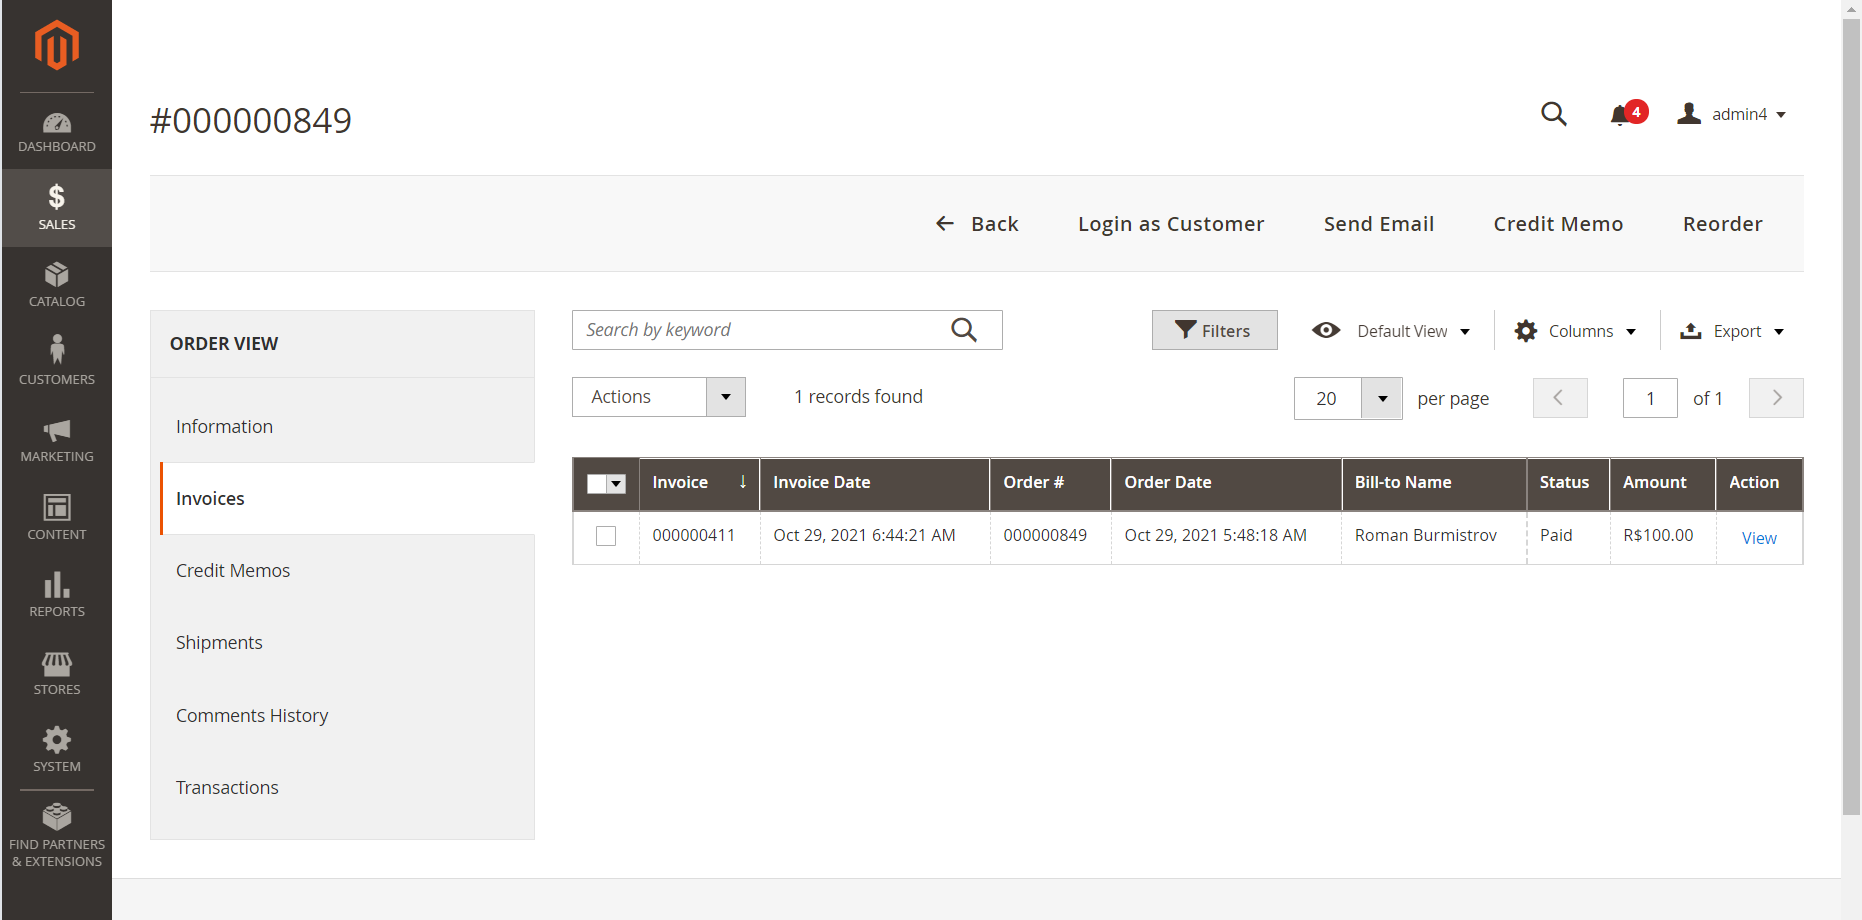 #000000849
4
admin4
DASHBOARD
SALES
CATALOG
CUSTOMERS
MARKETING
CONTENT
REPORTS
STORES
SYSTEM
FIND PARTNERS
& EXTENSIONS
Back Login as Customer Send Email Credit Memo Reorder
ORDER VIEW
Information
Invoices
Credit Memos
Shipments
Comments History
Transactions
Search by keyword
Filters Default View Columns Export
Actions 1 records found 20 per page 1 of 1
Invoice ↓ Invoice Date Order # Order Date Bill-to Name Status Amount Action
000000411 Oct 29, 2021 6:44:21 AM 000000849 Oct 29, 2021 5:48:18 AM Roman Burmistrov Paid R$100.00 View